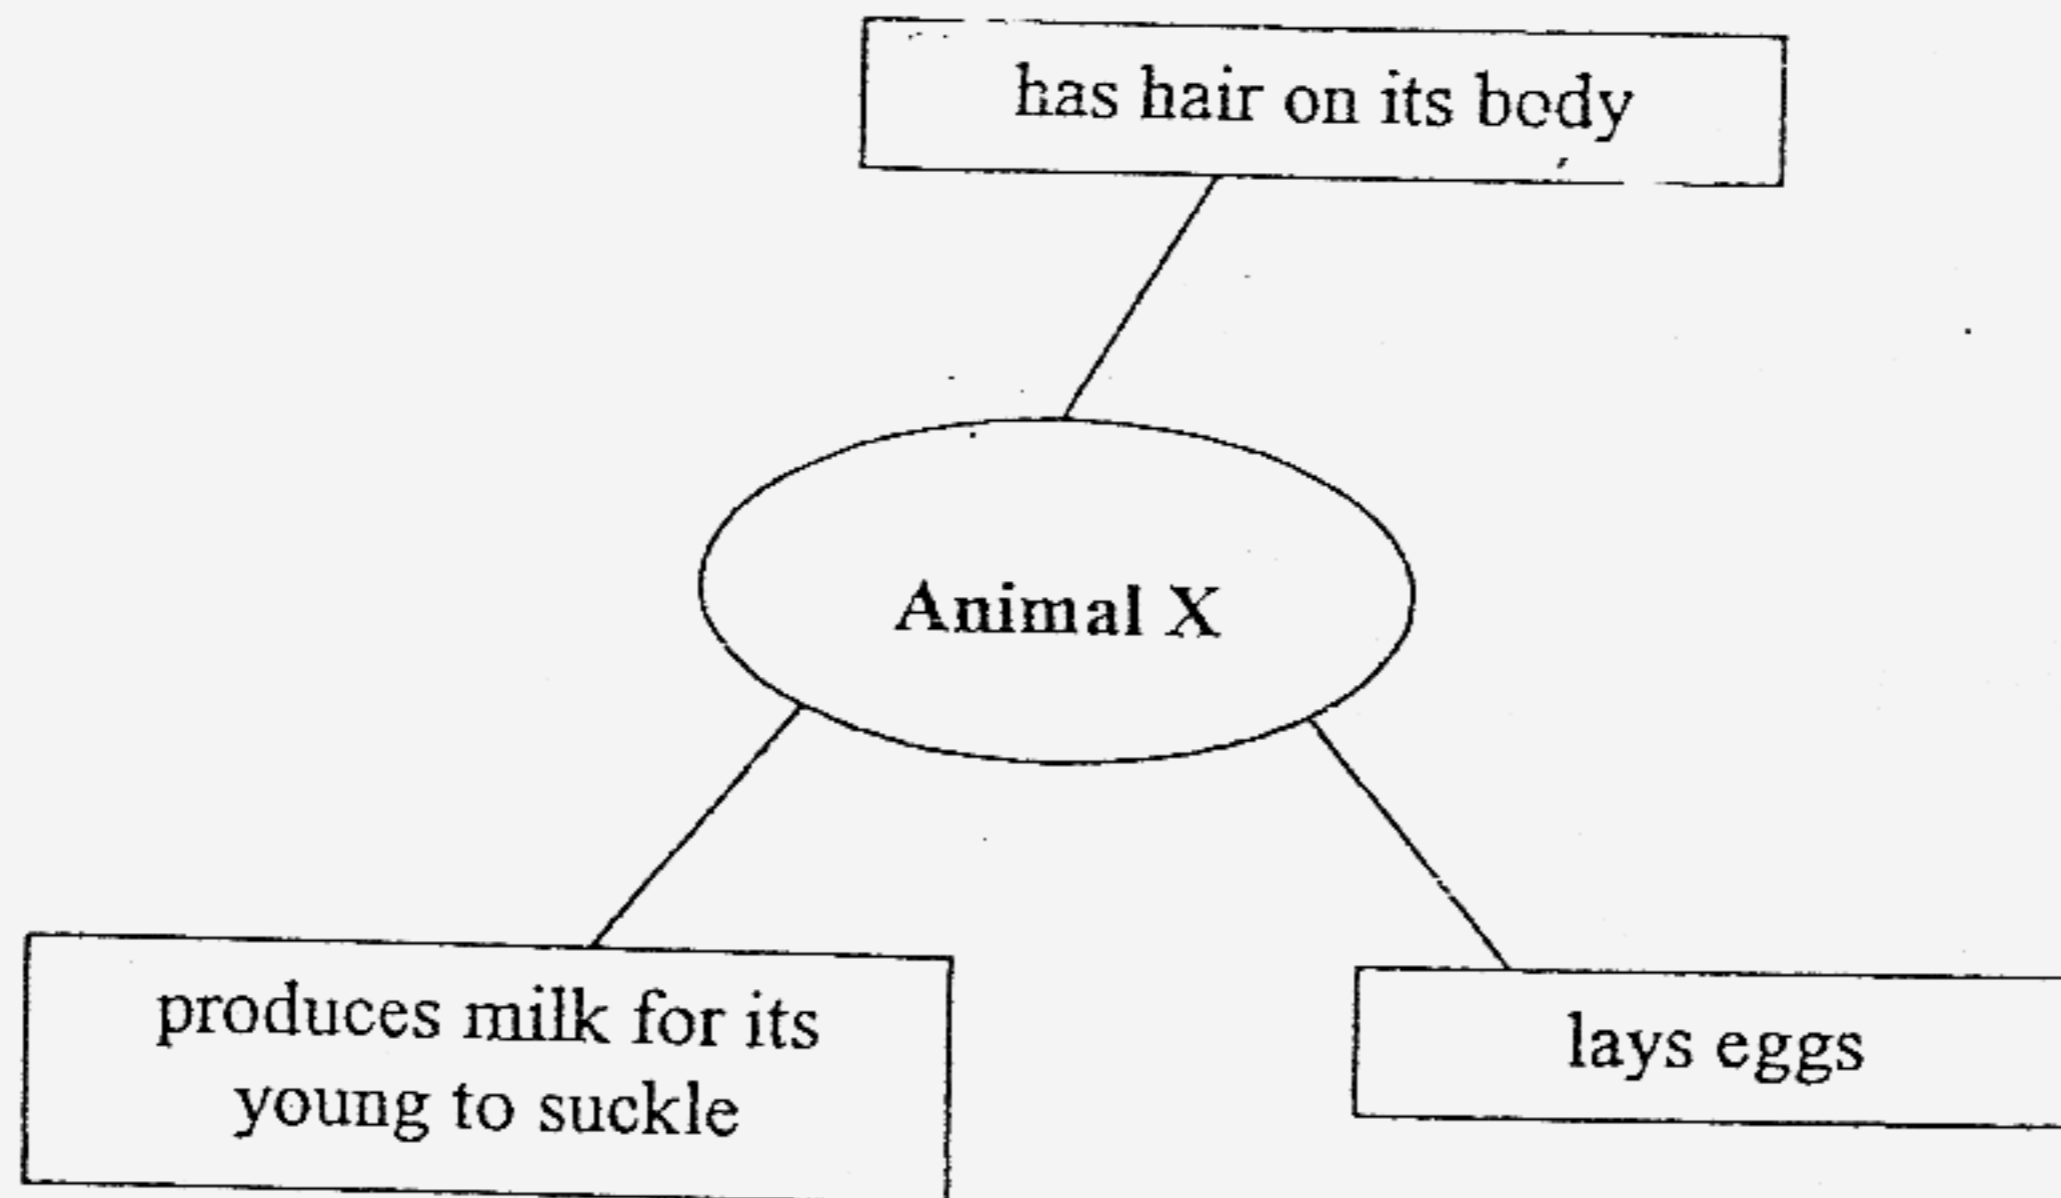 has hair on its body
Animal X
produces milk for its
young to suckle
lays eggs